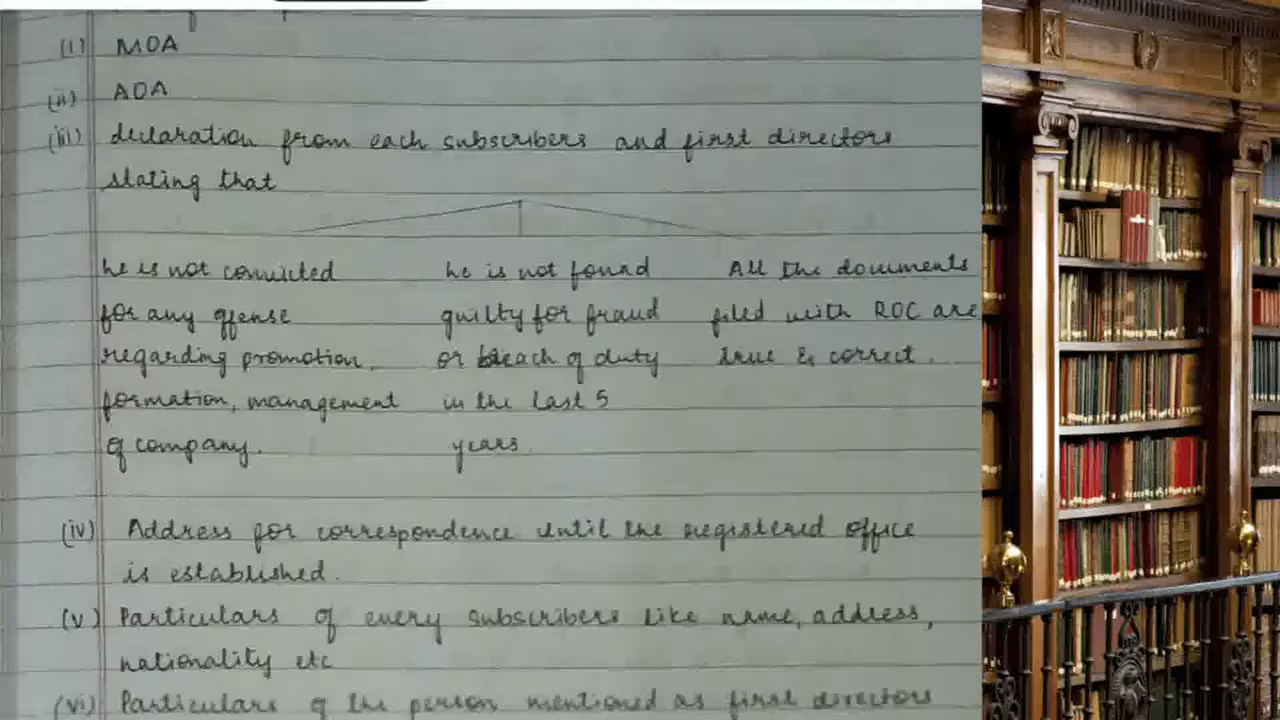 (i) MOA
(ii) AOA
(iii) declaration from each subscribers and first directors
stating that
he is not convicted
for any offense
regarding promotion,
formation, management
of company.
he is not found
guilty for fraud
or breach of duty
in the last 5
years.
All the documents
filed with ROC are
true & correct.
(iv) Address for correspondence until the registered office
is established.
(v) Particulars of every subscribers like name, address,
nationality etc
(vi) Particulars of the person mentioned as first directors